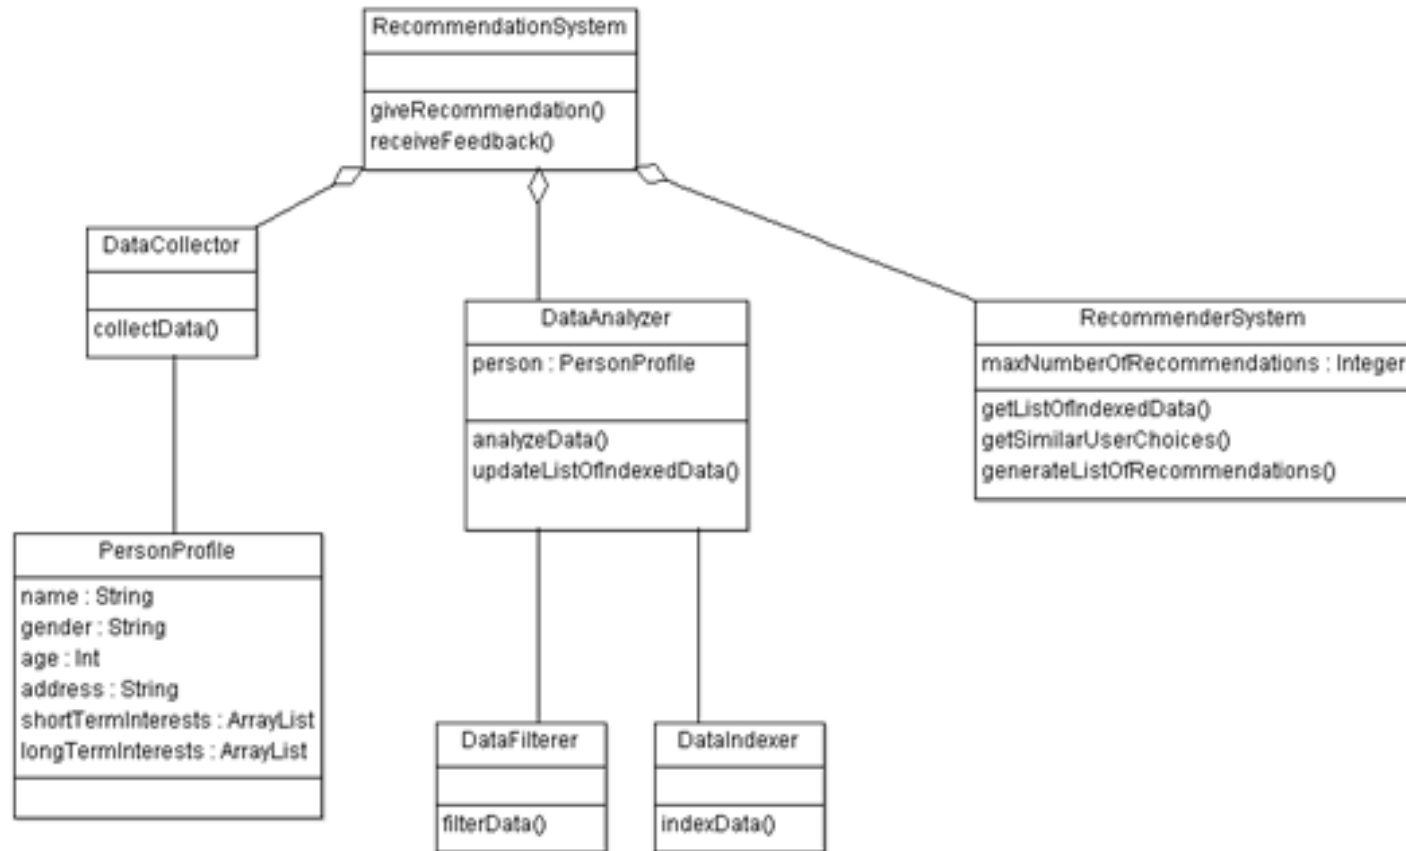 RecommendationSystem
giveRecommendation()
receiveFeedback()
DataCollector
collectData()
DataAnalyzer
person : PersonProfile
analyzeData()
updateListOfIndexedData()
RecommenderSystem
maxNumberOfRecommendations : Integer
getListOfIndexedData()
getSimilarUserChoices()
generateListOfRecommendations()
PersonProfile
name : String
gender : String
age : Int
address : String
shortTermInterests : ArrayList
longTermInterests : ArrayList
DataFilterer
filterData()
DataIndexer
indexData()